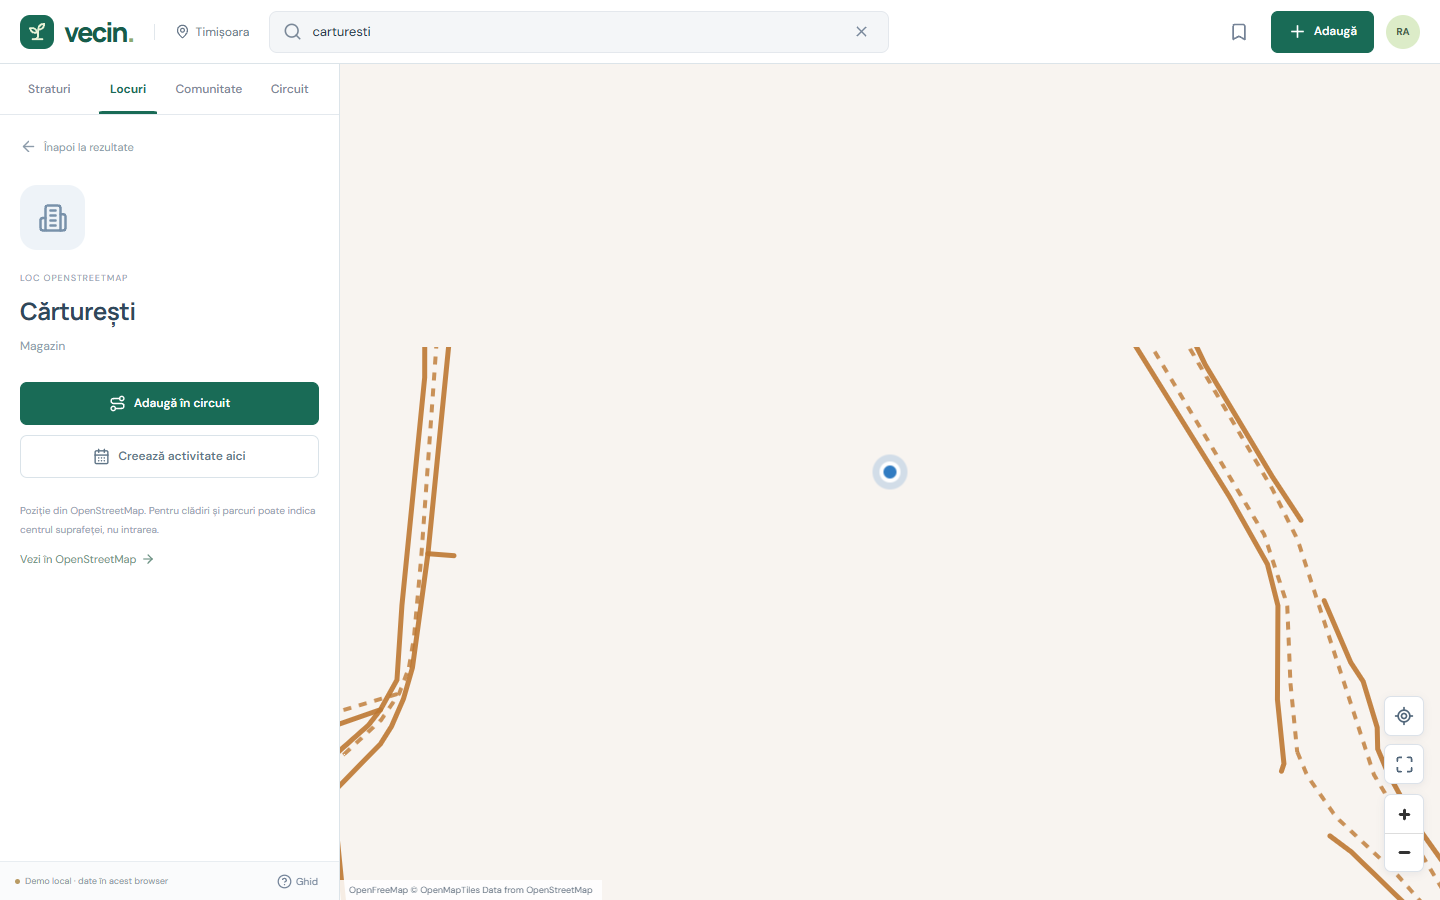 vecin.
Timișoara
carturesti
Adaugă
RA
Straturi
Locuri
Comunitate
Circuit
Înapoi la rezultate
LOC OPENSTREETMAP
Cărturești
Magazin
Adaugă în circuit
Creează activitate aici
Poziție din OpenStreetMap. Pentru clădiri și parcuri poate indica
centrul suprafeței, nu intrarea.
Vezi în OpenStreetMap
Demo local · date în acest browser
Ghid
OpenFreeMap © OpenMapTiles Data from OpenStreetMap